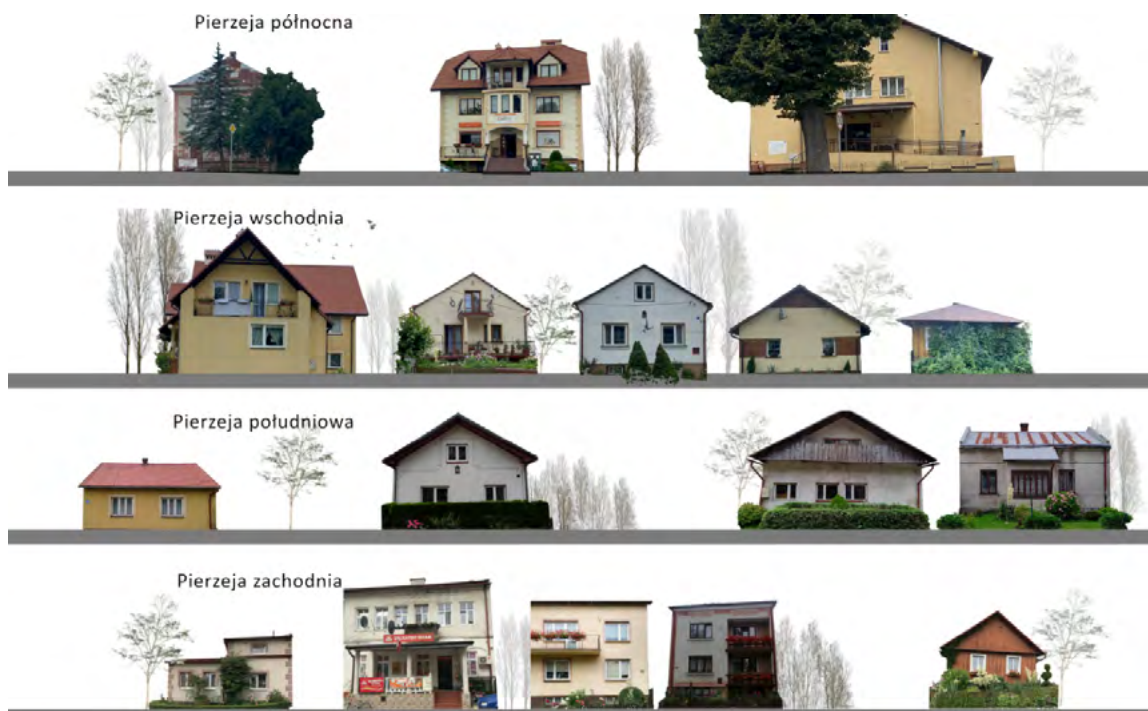 Pierzeja północna
Pierzeja wschodnia
Pierzeja południowa
Pierzeja zachodnia